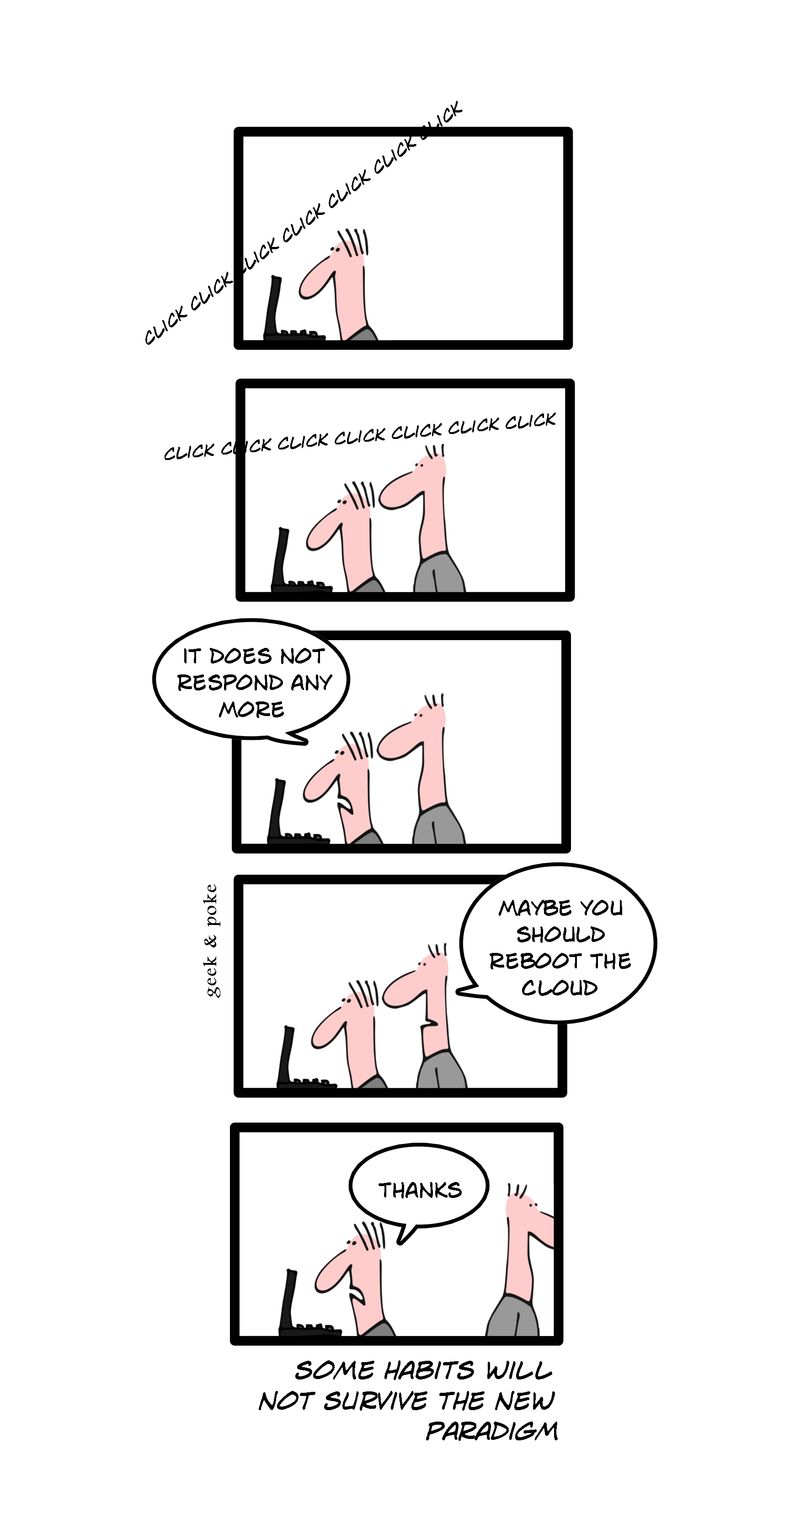 CLICK CLICK CLICK CLICK CLICK CLICK CLICK
CLICK CLICK CLICK CLICK CLICK CLICK CLICK
IT DOES NOT
RESPOND ANY
MORE
geek & poke
MAYBE YOU
SHOULD
REBOOT THE
CLOUD
THANKS
SOME HABITS WILL
NOT SURVIVE THE NEW
PARADIGM